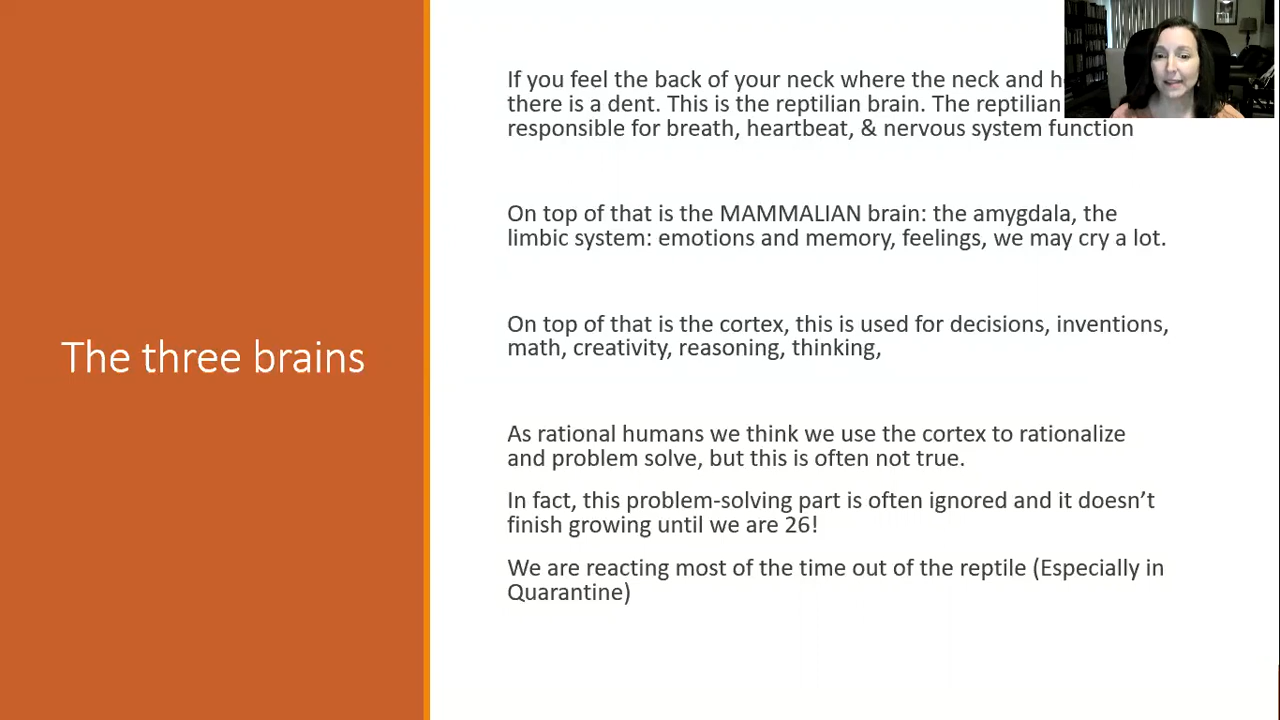 The three brains
If you feel the back of your neck where the neck and
there is a dent. This is the reptilian brain. The reptilian
responsible for breath, heartbeat, & nervous system function
On top of that is the MAMMALIAN brain: the amygdala, the
limbic system: emotions and memory, feelings, we may cry a lot.
On top of that is the cortex, this is used for decisions, inventions,
math, creativity, reasoning, thinking,
As rational humans we think we use the cortex to rationalize
and problem solve, but this is often not true.
In fact, this problem-solving part is often ignored and it doesn’t
finish growing until we are 26!
We are reacting most of the time out of the reptile (Especially in
Quarantine)